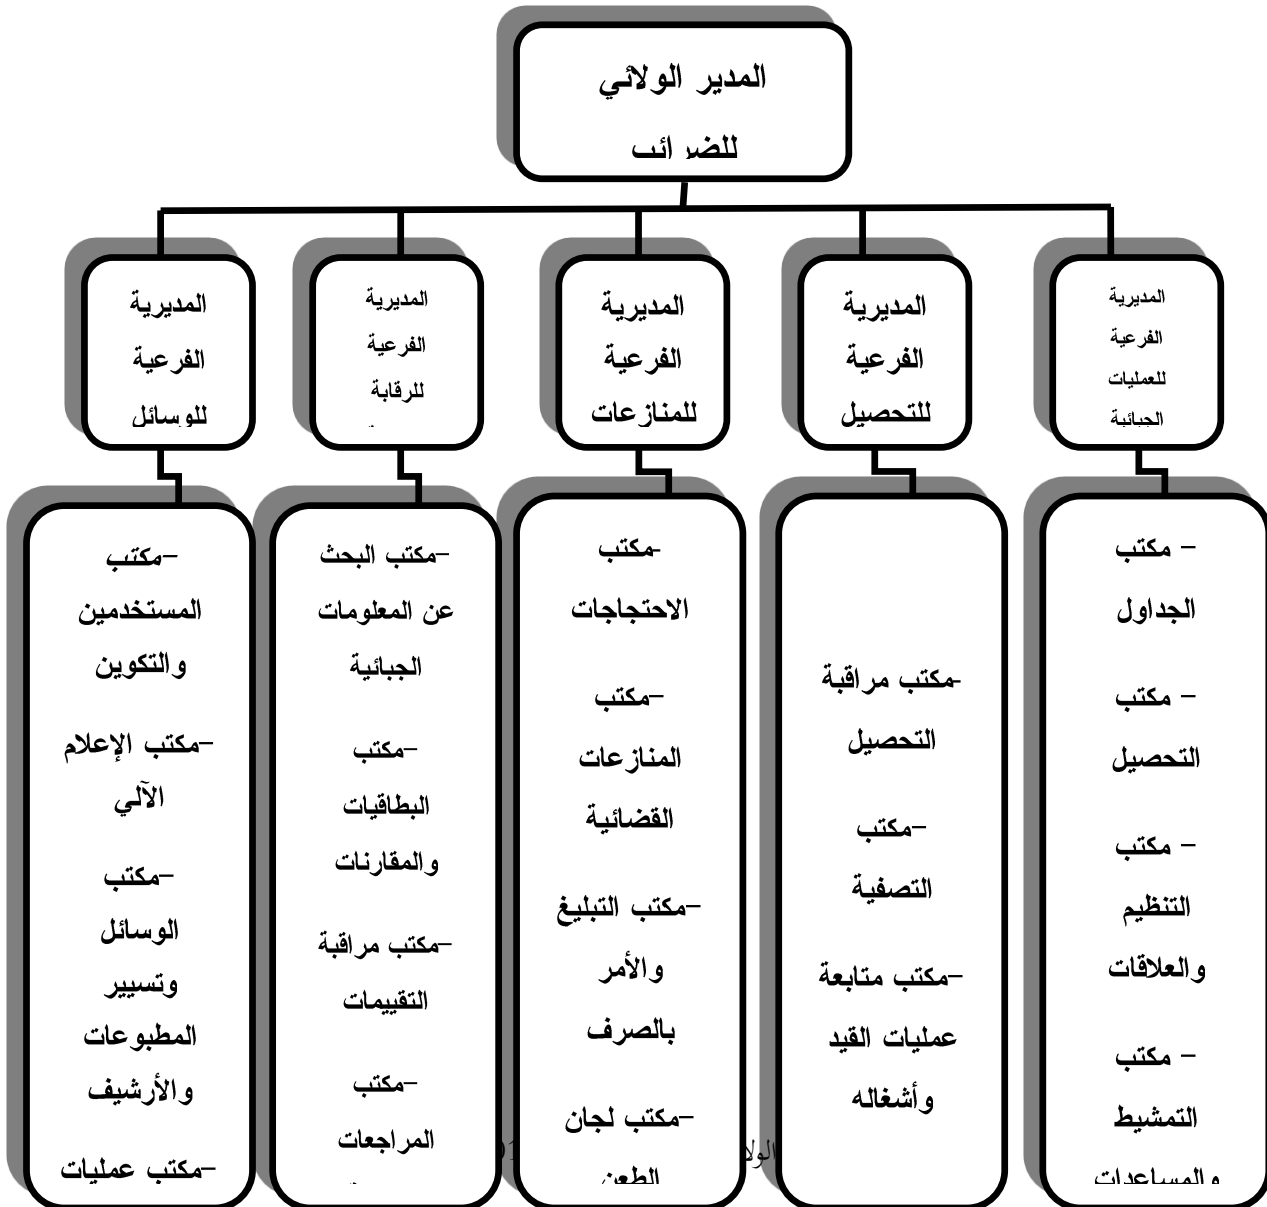 المدير الولائي
للضرائب
المديرية
الفرعية
للعمليات
الجبائية
المديرية
الفرعية
للتحصيل
المديرية
الفرعية
للمنازعات
المديرية
الفرعية
للرقابة
المديرية
الفرعية
للوسائل
- مكتب
الجداول
- مكتب
التحصيل
- مكتب
التنظيم
والعلاقات
- مكتب
التمشيط
والمساعدات
-مكتب مراقبة
التحصيل
-مكتب
التصفية
-مكتب متابعة
عمليات القيد
وأشغاله
-مكتب
الاحتجاجات
-مكتب
المنازعات
القضائية
-مكتب التبليغ
والأمر
بالصرف
-مكتب لجان
الطعن
-مكتب البحث
عن المعلومات
الجبائية
-مكتب
البطاقيات
والمقارنات
-مكتب مراقبة
التقييمات
-مكتب
المراجعات
-مكتب
المستخدمين
والتكوين
-مكتب الإعلام
الآلي
-مكتب
الوسائل
وتسيير
المطبوعات
والأرشيف
-مكتب عمليات